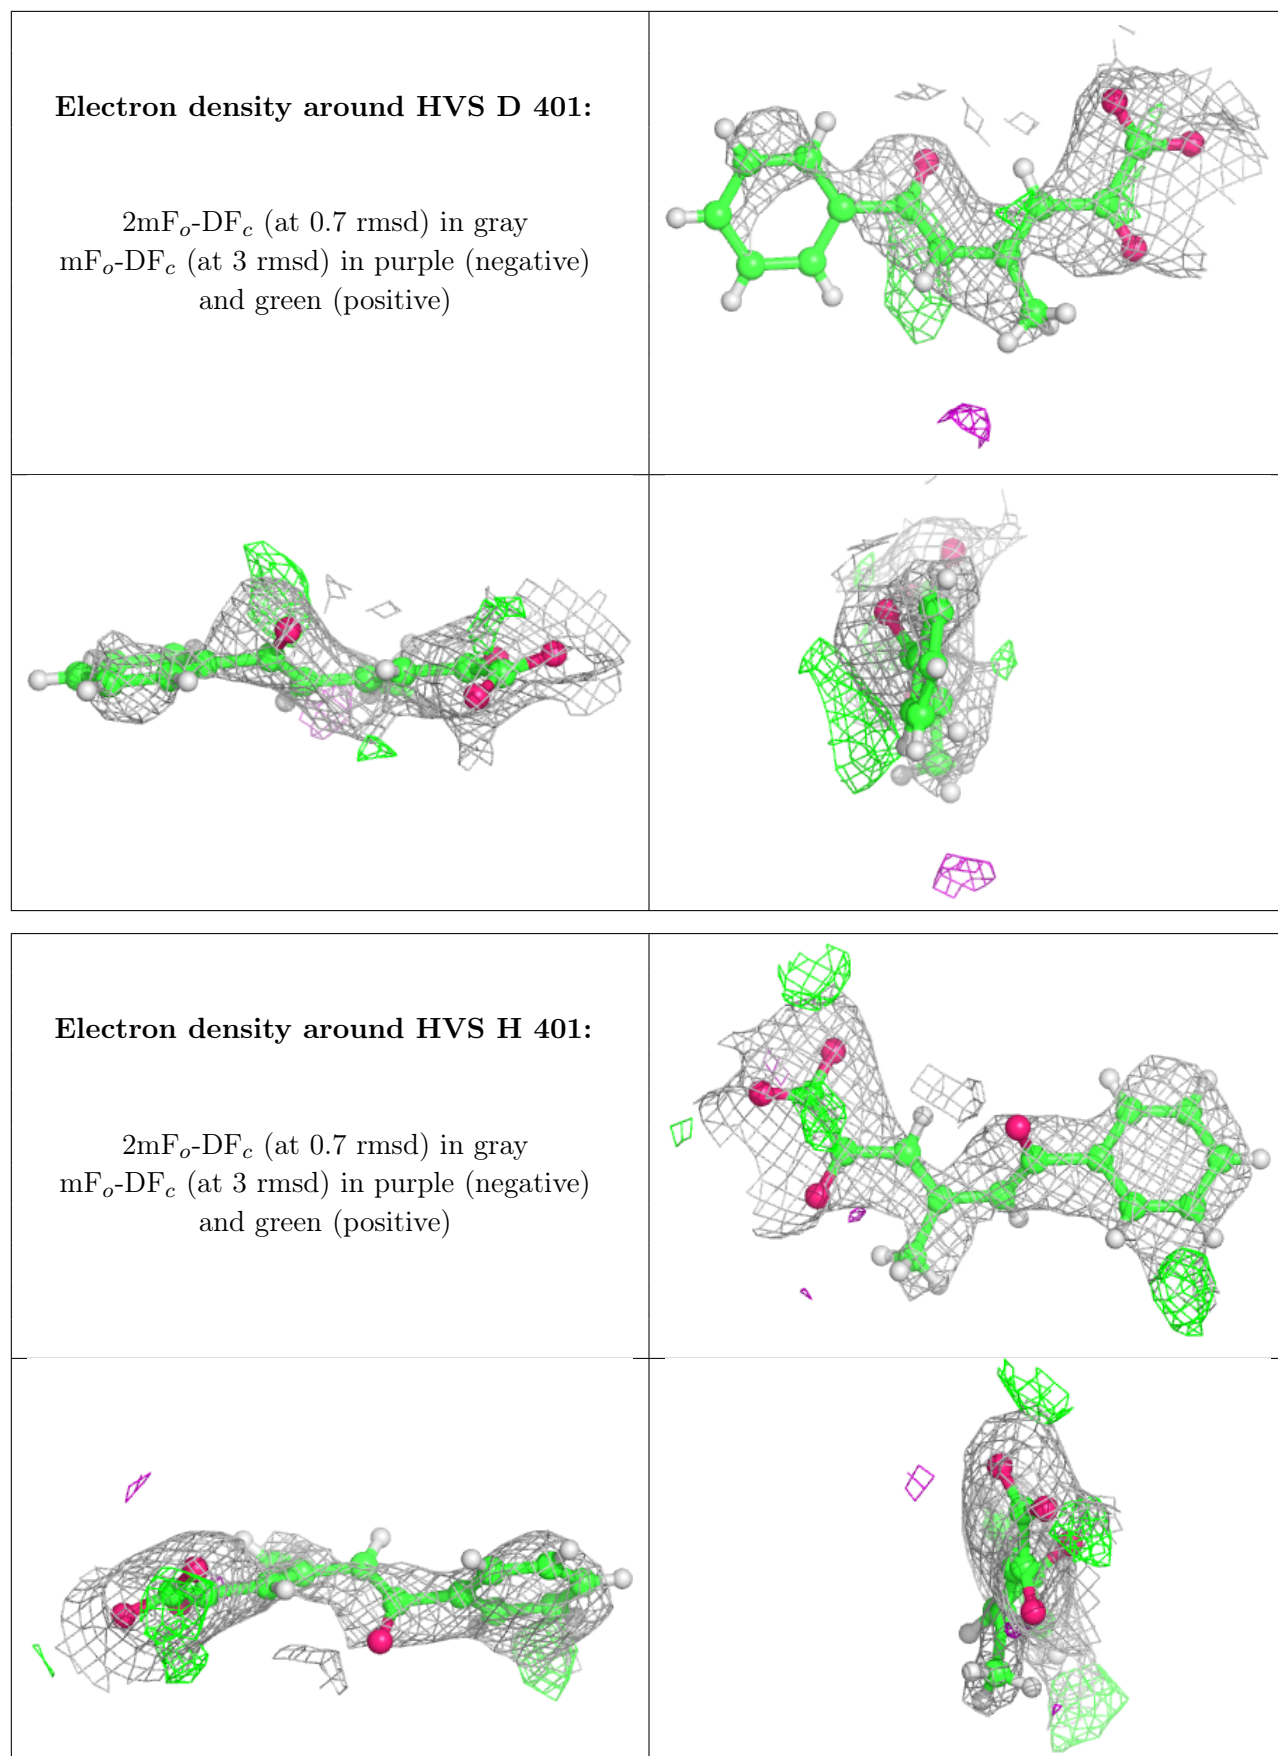 Electron density around HVS D 401:
2mFo-DFc (at 0.7 rmsd) in gray
mFo-DFc (at 3 rmsd) in purple (negative)
and green (positive)
Electron density around HVS H 401:
2mFo-DFc (at 0.7 rmsd) in gray
mFo-DFc (at 3 rmsd) in purple (negative)
and green (positive)